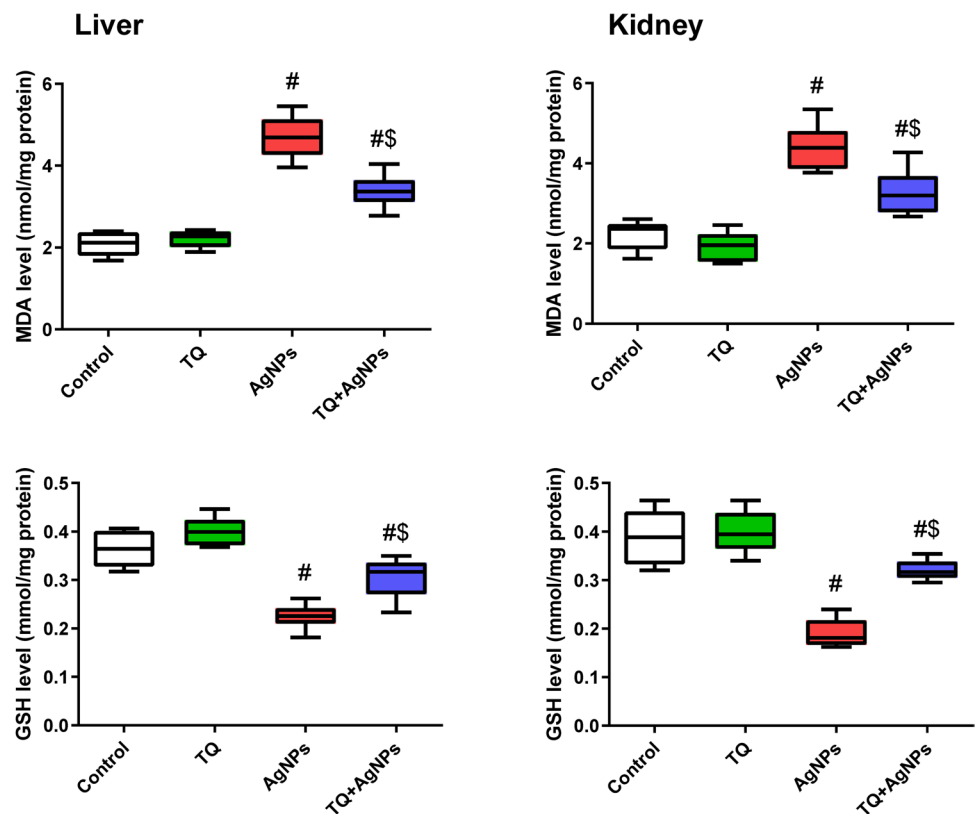 Liver
Kidney
MDA level (nmol/mg protein)
6
4
2
0
#
#$
Control
TQ
AgNPs
TQ+AgNPs
MDA level (nmol/mg protein)
6
4
2
0
#
#$
Control
TQ
AgNPs
TQ+AgNPs
GSH level (mmol/mg protein)
0.5
0.4
0.3
0.2
0.1
0.0
#
#$
Control
TQ
AgNPs
TQ+AgNPs
GSH level (mmol/mg protein)
0.5
0.4
0.3
0.2
0.1
0.0
#
#$
Control
TQ
AgNPs
TQ+AgNPs